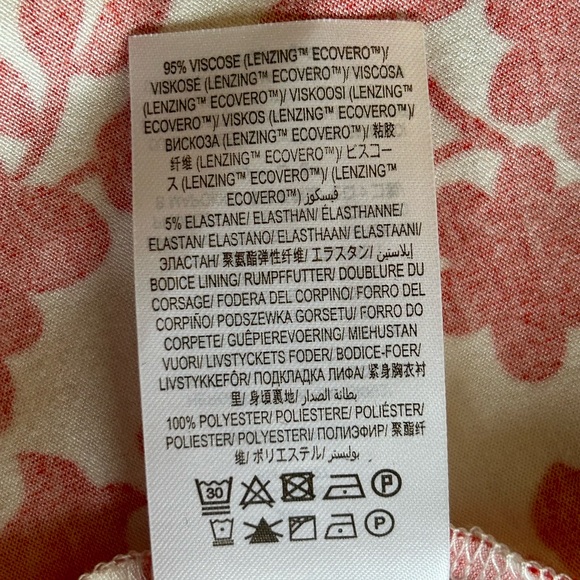 95% VISCOSE (LENZING™ ECOVERO™)/
VISKOSE (LENZING™ ECOVERO™)/ VISCOSA
(LENZING™ ECOVERO™)/ VISKOOSI (LENZING™
ECOVERO™)/ VISKOS (LENZING™ ECOVERO™)/
ВИСКОЗА (LENZING™ ECOVERO™)/ 粘胶
纤维 (LENZING™ ECOVERO™)/ ビスコー
ス (LENZING™ ECOVERO™)/ (LENZING™
ECOVERO™) فيسكوز
5% ELASTANE/ ELASTHAN/ ÉLASTHANNE/
ELASTAN/ ELASTANO/ ELASTHAAN/ ELASTAANI/
ЭЛАСТАН/ 聚氨酯弹性纤维/ エラスタン/ إيلاستين
BODICE LINING/ RUMPFFUTTER/ DOUBLURE DU
CORSAGE/ FODERA DEL CORPINO/ FORRO DEL
CORPIÑO/ PODSZEWKA GORSETU/ FORRO DO
CORPETE/ GUÊPIEREVOERING/ MIEHUSTAN
VUORI/ LIVSTYCKETS FODER/ BODICE-FOER/
LIVSTYKKEFÔR/ ПОДКЛАДКА ЛИФА/ 紧身胸衣衬
里/ 身頃裏地/ بطانة الصدار
100% POLYESTER/ POLIESTERE/ POLIÉSTER/
POLIESTER/ POLYESTERI/ ПОЛИЭФИР/ 聚酯纤
维/ ポリエステル/ بوليستر
30 P
P